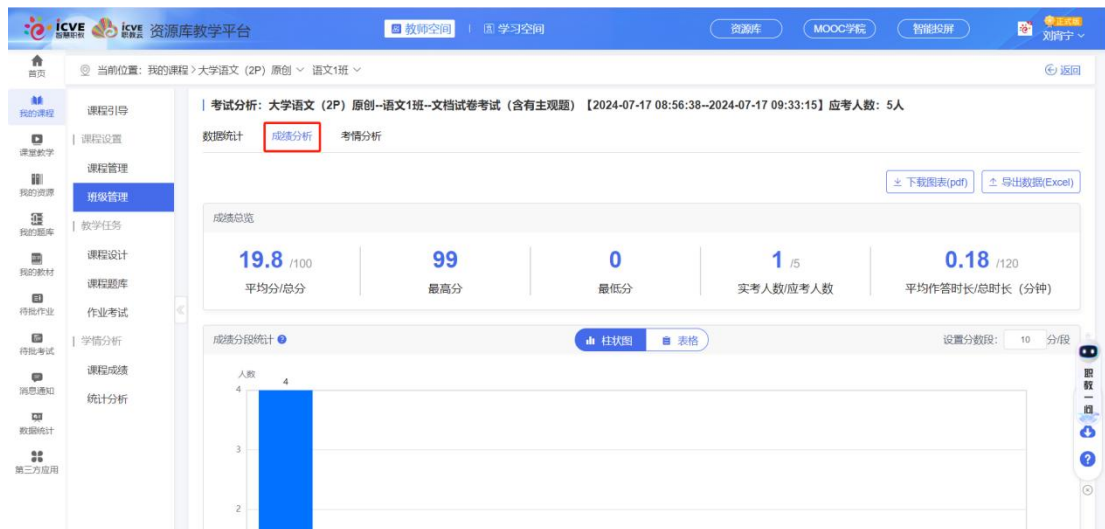 icve 智慧职教 icve 职教云 资源库教学平台
教师空间 学习空间
资源库 MOOC学院 智能投屏
正式版
刘尚宁
首页
当前位置：我的课程>大学语文（2P）原创 语文1班
返回
我的课程
课堂教学
我的资源
我的题库
我的教材
待批作业
待批考试
消息通知
数据统计
第三方应用
课程引导
课程设置
课程管理
班级管理
教学任务
课程设计
课程题库
作业考试
学情分析
课程成绩
统计分析
考试分析：大学语文（2P）原创--语文1班--文档试卷考试（含有主观题）【2024-07-17 08:56:38--2024-07-17 09:33:15】应考人数：5人
数据统计 成绩分析 考情分析
下载图表(pdf) 导出数据(Excel)
成绩总览
19.8 /100 99 0 1 /5 0.18 /120
平均分/总分 最高分 最低分 实考人数/应考人数 平均作答时长/总时长（分钟）
成绩分段统计 柱状图 表格 设置分数段： 10 分/段
人数
4
4
3
2
职教一问